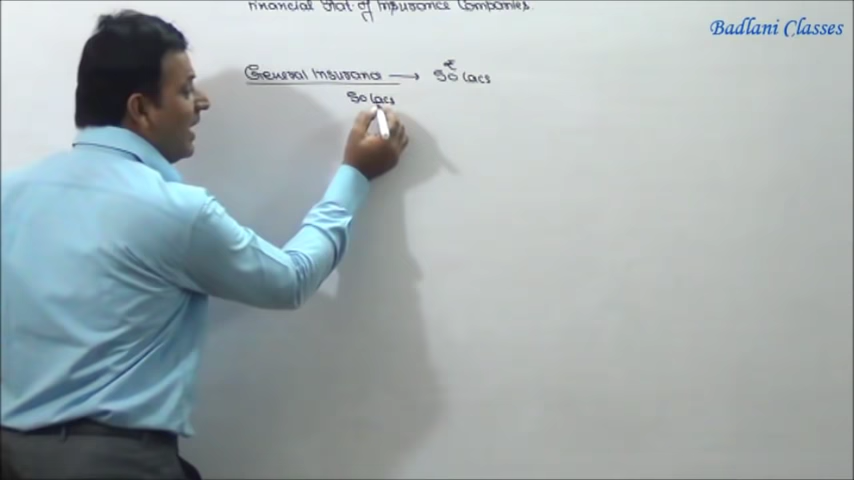 Financial Stat. of Insurance Companies.
Badlani Classes
General Insurance → 50 Lacs
50 Lacs